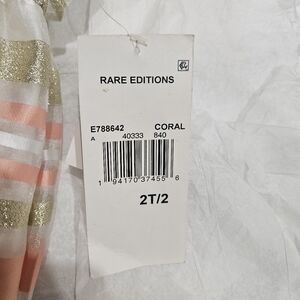 RARE EDITIONS
E788642 CORAL
A 40333 840
1 94170 37455 6
2T/2